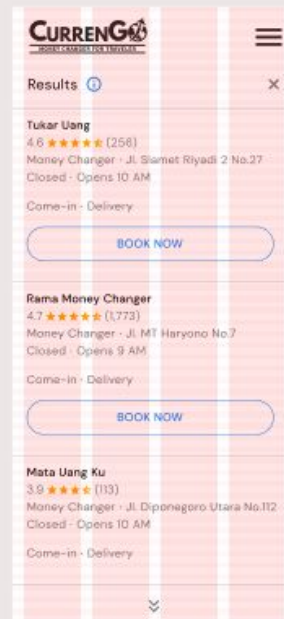 CURRENGO
MONEY CHANGER FOR TRAVELER
Results
Tukar Uang
4.6 (256)
Money Changer · Jl. Slamet Riyadi 2 No.27
Closed · Opens 10 AM
Come-in · Delivery
BOOK NOW
Rama Money Changer
4.7 (1,773)
Money Changer · Jl. MT Haryono No.7
Closed · Opens 9 AM
Come-in · Delivery
BOOK NOW
Mata Uang Ku
3.9 (113)
Money Changer · Jl. Diponegoro Utara No.112
Closed · Opens 10 AM
Come-in · Delivery